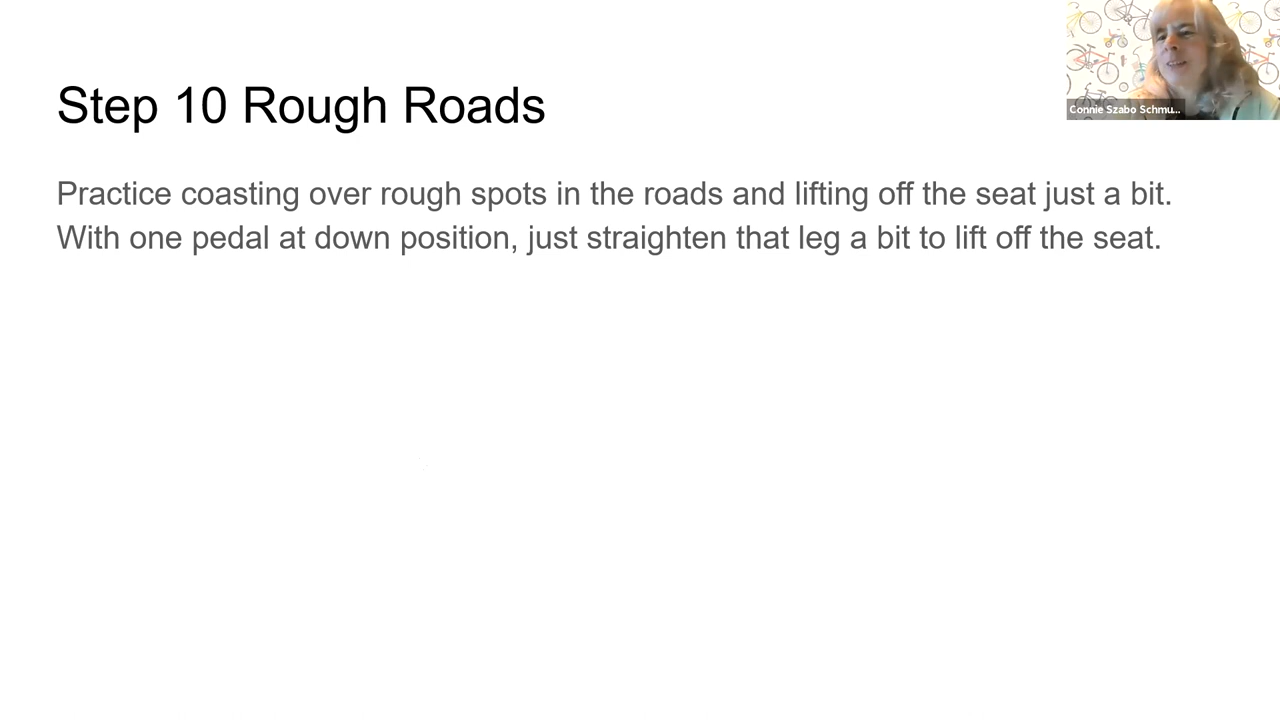 Step 10 Rough Roads
Practice coasting over rough spots in the roads and lifting off the seat just a bit.
With one pedal at down position, just straighten that leg a bit to lift off the seat.
Connie Szabo Schmu...